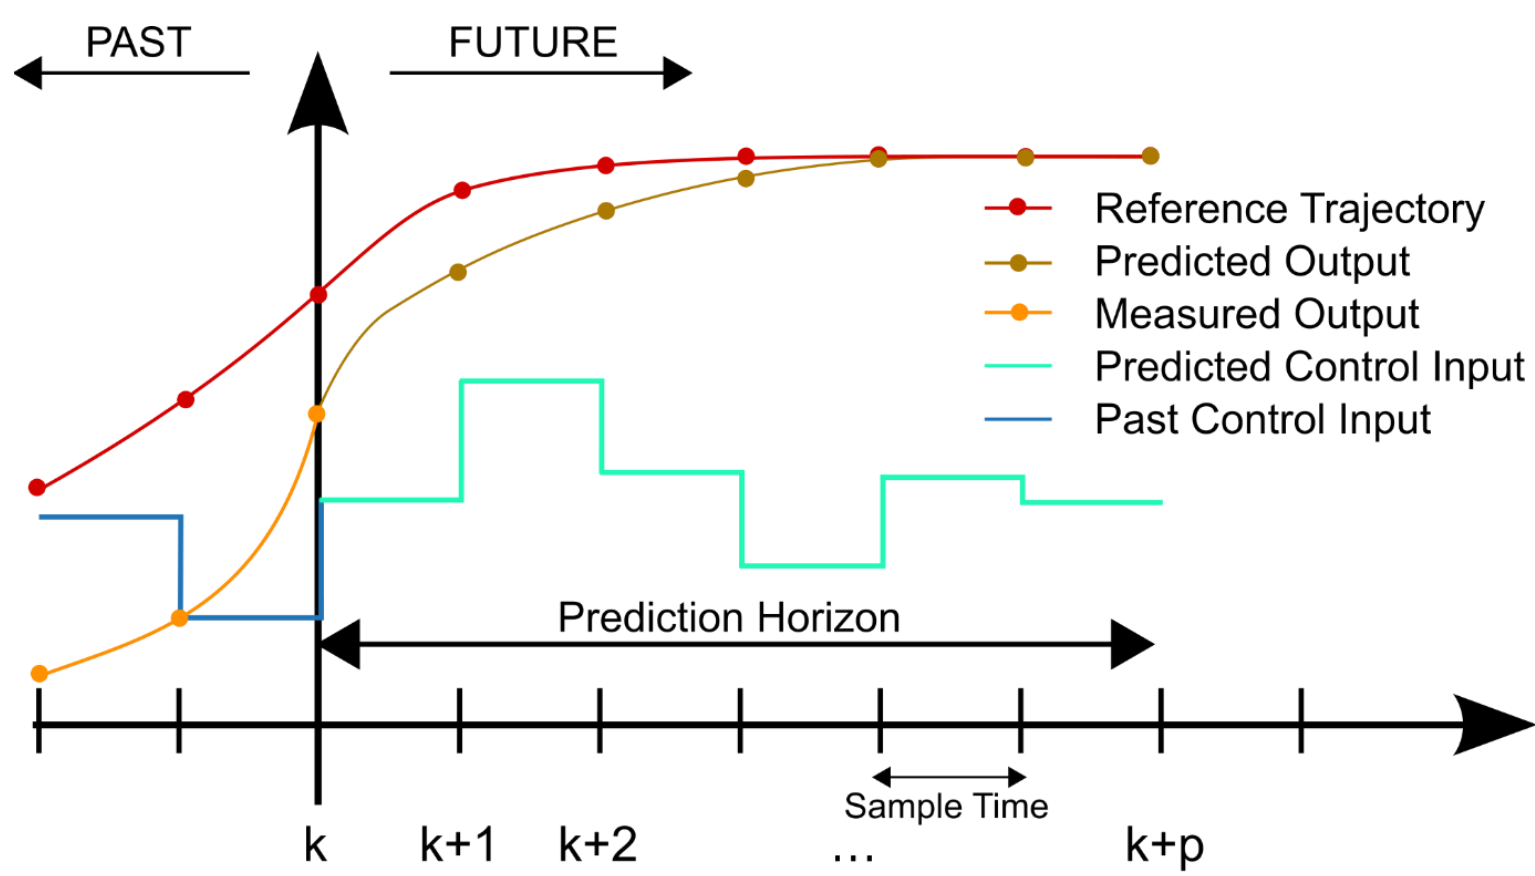 PAST
FUTURE
Reference Trajectory
Predicted Output
Measured Output
Predicted Control Input
Past Control Input
Prediction Horizon
Sample Time
k
k+1
k+2
...
k+p